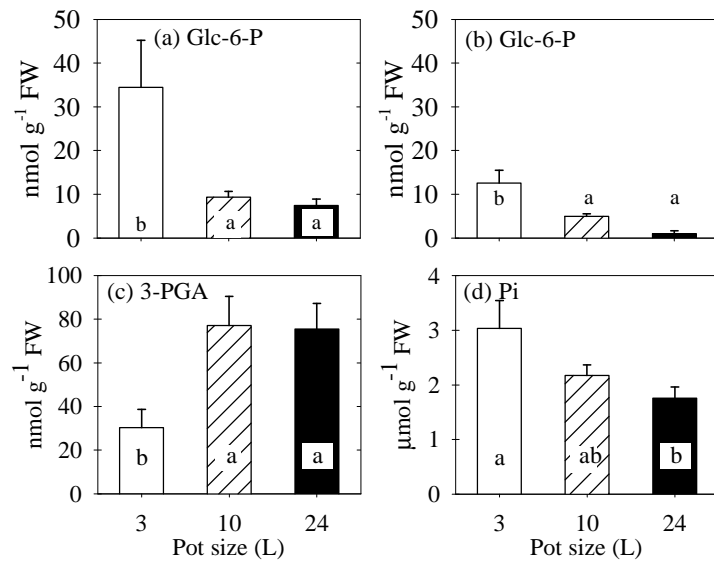 50
40
30
20
10
0
nmol g-1 FW
(a) Glc-6-P
b
a
a
50
40
30
20
10
0
nmol g-1 FW
(b) Glc-6-P
b
a
a
100
80
60
40
20
0
nmol g-1 FW
(c) 3-PGA
b
a
a
3
10
24
Pot size (L)
4
3
2
1
0
µmol g-1 FW
(d) Pi
a
ab
b
3
10
24
Pot size (L)